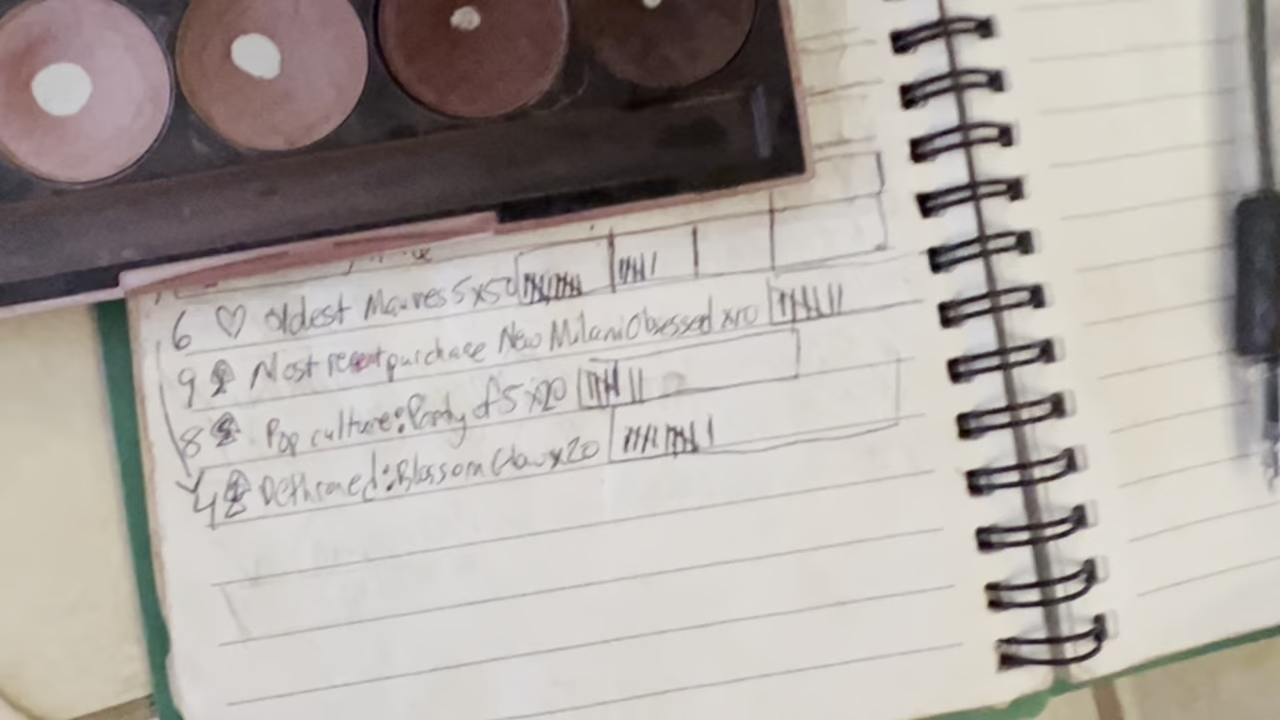 6 ♡ Oldest Mauves 5x50
9 Most recent purchase New Milani Obsessed x10
8 Pop culture: Party of 5 x20
4 Dethroned: Blossom Glow x20